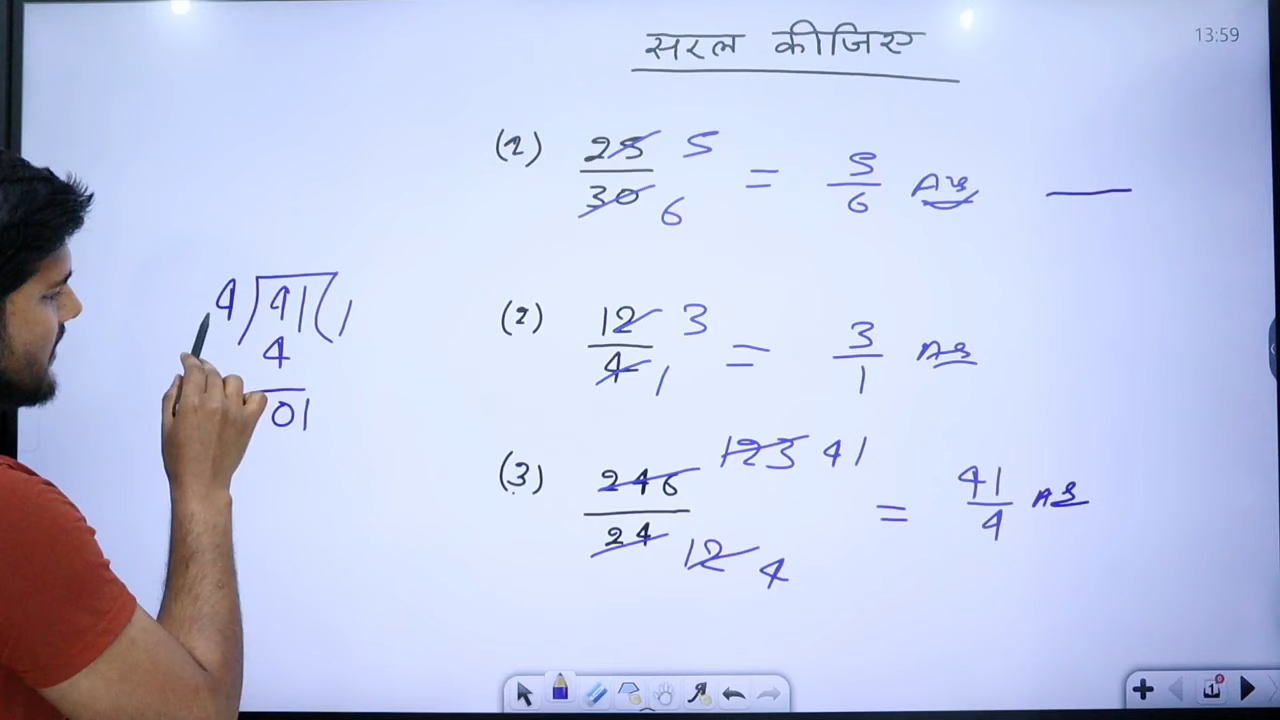 सरल कीजिए
13:59
(1) 25/30 5 6 = 5/6 Ans
(2) 12/4 3 1 = 3/1 Ans
(3) 246/24 123 41 12 4 = 41/4 Ans
4)41(1
4
01
1